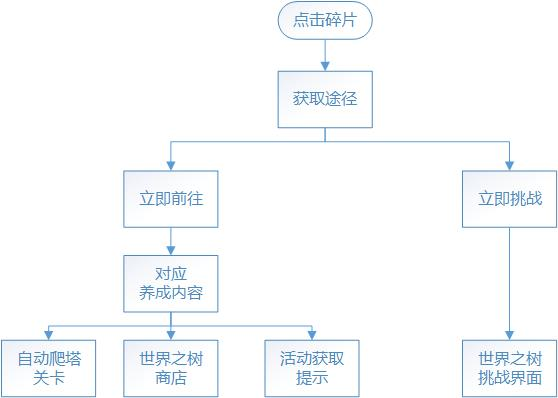 点击碎片
获取途径
立即前往
立即挑战
对应
养成内容
自动爬塔
关卡
世界之树
商店
活动获取
提示
世界之树
挑战界面